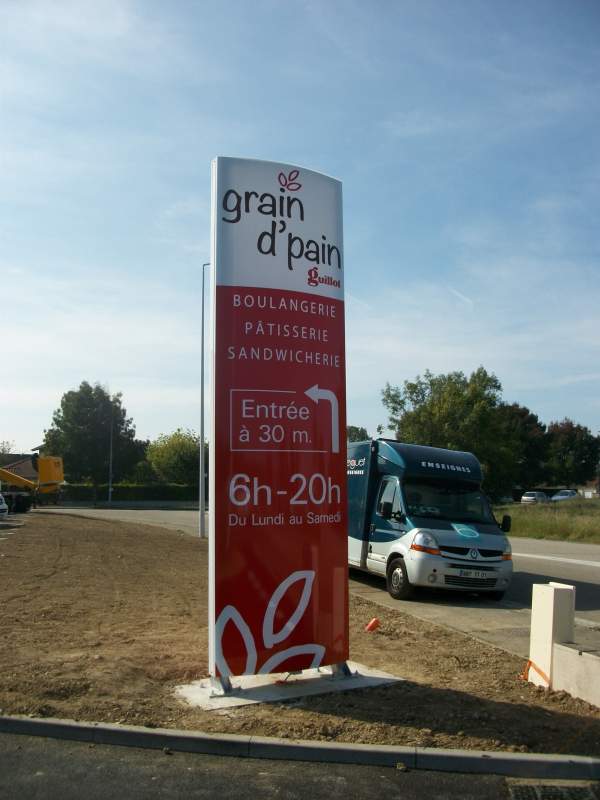 grain
d'pain
guillot
BOULANGERIE
PÂTISSERIE
SANDWICHERIE
Entrée
à 30 m.
6h-20h
Du Lundi au Samedi
ENSEIGNES